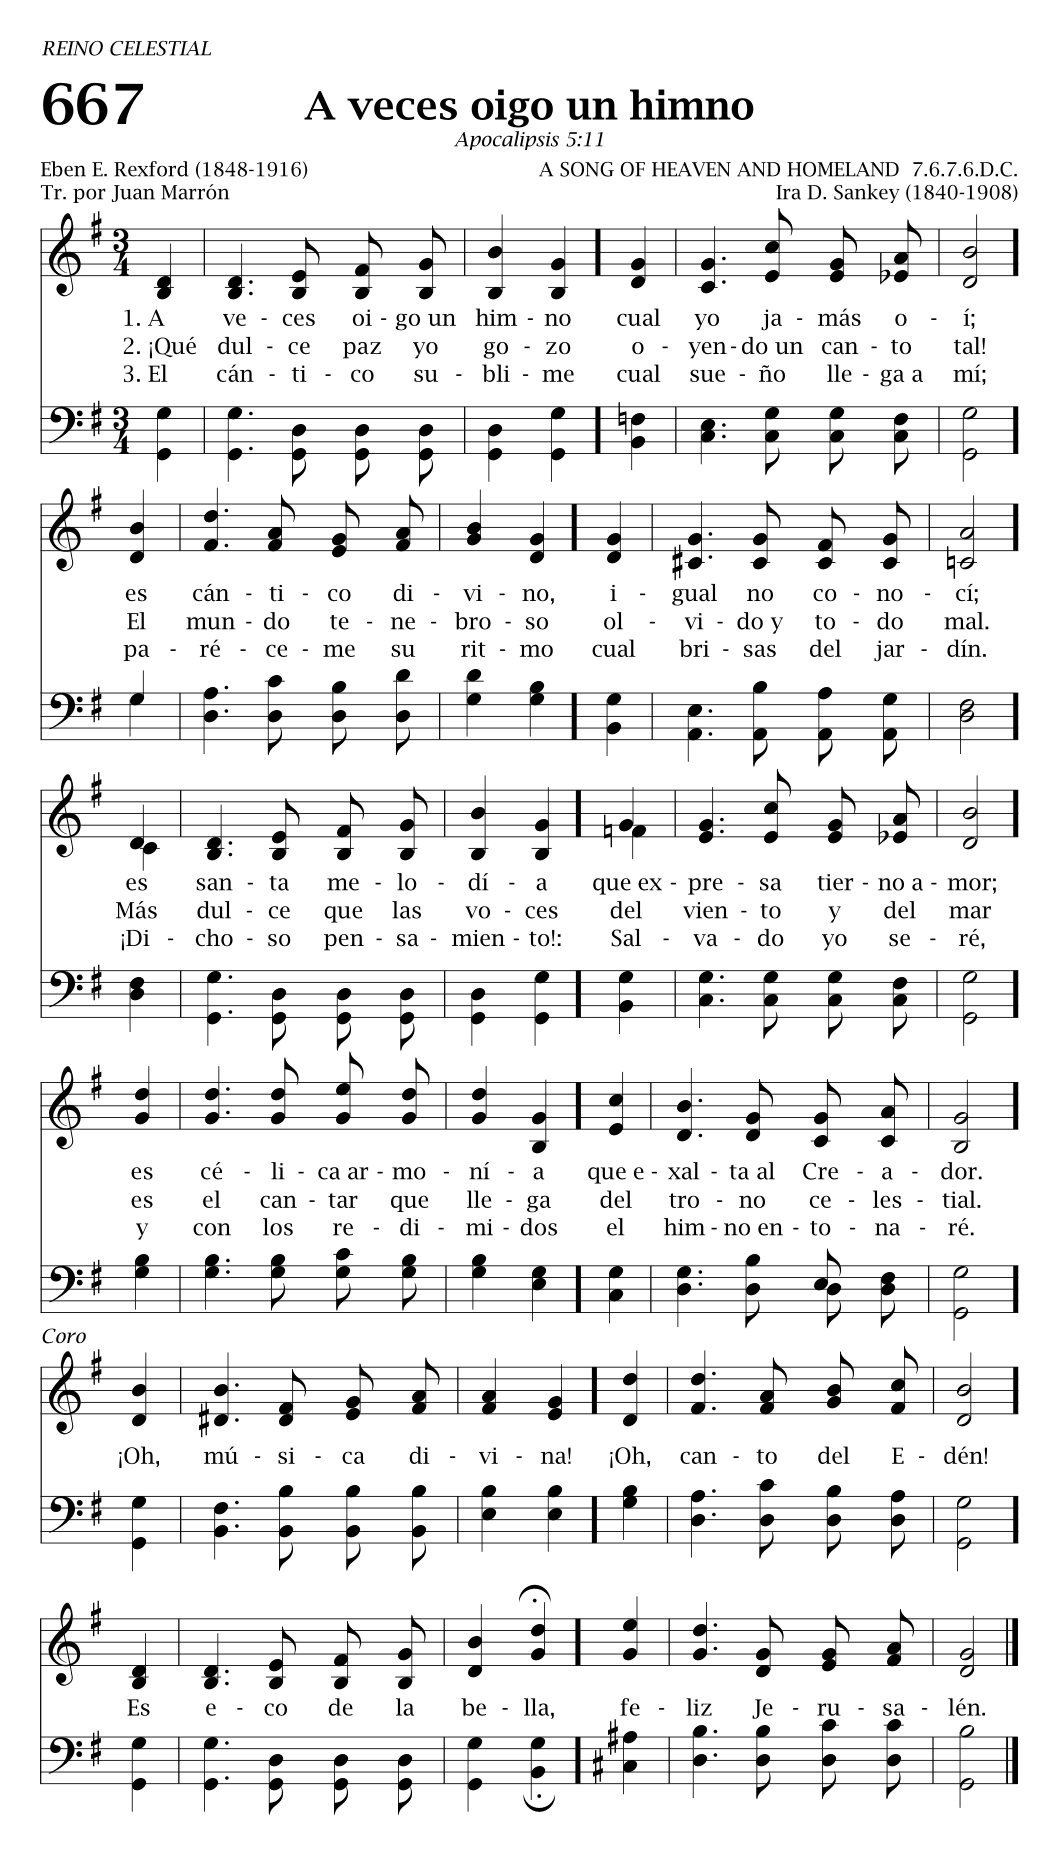 REINO CELESTIAL
667
A veces oigo un himno
Apocalipsis 5:11
Eben E. Rexford (1848-1916)
A SONG OF HEAVEN AND HOMELAND 7.6.7.6.D.C.
Tr. por Juan Marrón
Ira D. Sankey (1840-1908)
3
4
1. A ve - ces oi - go un him - no cual yo ja - más o - í;
2. ¡Qué dul - ce paz yo go - zo o - yen - do un can - to tal!
3. El cán - ti - co su - bli - me cual sue - ño lle - ga a mí;
3
4
es cán - ti - co di - vi - no, i - gual no co - no - cí;
El mun - do te - ne - bro - so ol - vi - do y to - do mal.
pa - ré - ce - me su rit - mo cual bri - sas del jar - dín.
es san - ta me - lo - dí - a que ex - pre - sa tier - no a - mor;
Más dul - ce que las vo - ces del vien - to y del mar
¡Di - cho - so pen - sa - mien - to!: Sal - va - do yo se - ré,
es cé - li - ca ar - mo - ní - a que e - xal - ta al Cre - a - dor.
es el can - tar que lle - ga del tro - no ce - les - tial.
y con los re - di - mi - dos el him - no en - to - na - ré.
Coro
¡Oh, mú - si - ca di - vi - na! ¡Oh, can - to del E - dén!
Es e - co de la be - lla, fe - liz Je - ru - sa - lén.